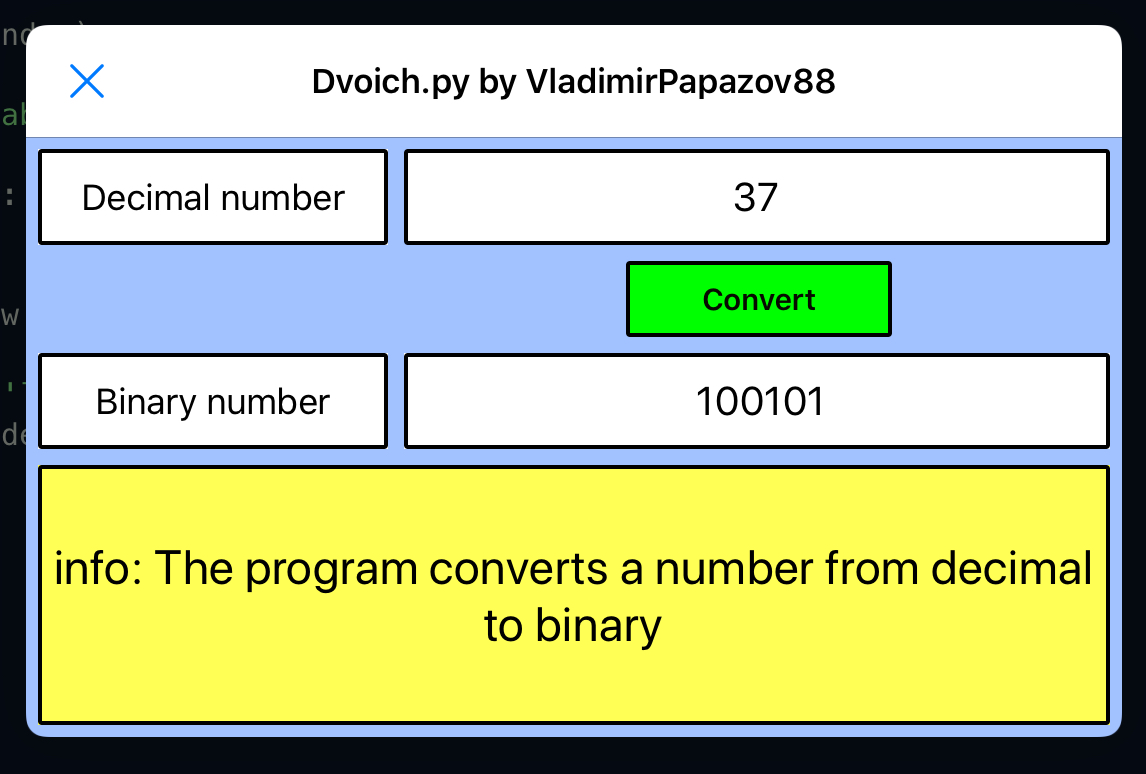 Dvoich.py by VladimirPapazov88
Decimal number
37
Convert
Binary number
100101
info: The program converts a number from decimal
to binary